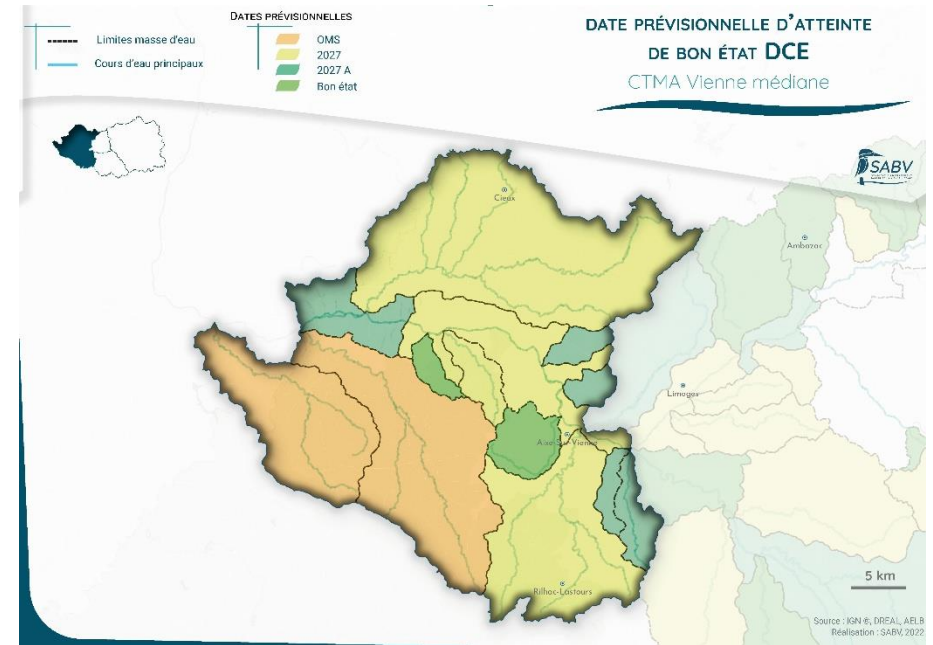 DATES PRÉVISIONNELLES
Limites masse d'eau
Cours d'eau principaux
OMS
2027
2027 A
Bon état
DATE PRÉVISIONNELLE D'ATTEINTE
DE BON ÉTAT DCE
CTMA Vienne médiane
SABV
Cieux
Ambazac
Limoges
Aixe-Sur-Vienne
Rilhac-Lastours
5 km
Source : IGN ©, DREAL, AELB
Réalisation : SABV, 2022